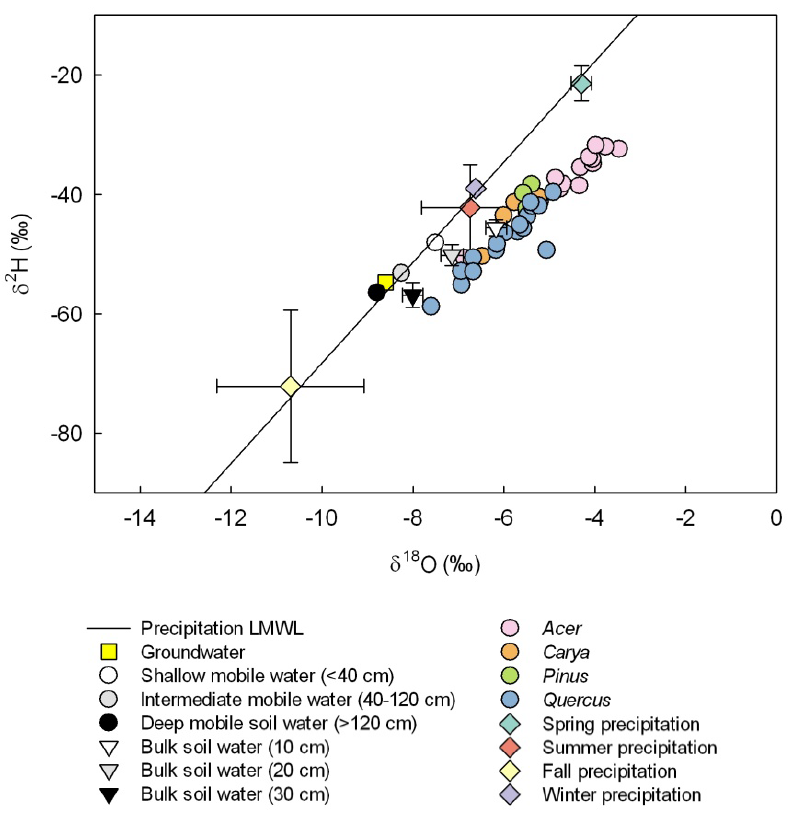 -20
-40
-60
-80
δ²H (‰)
-14 -12 -10 -8 -6 -4 -2 0
δ¹⁸O (‰)
Precipitation LMWL
Groundwater
Shallow mobile water (<40 cm)
Intermediate mobile water (40-120 cm)
Deep mobile soil water (>120 cm)
Bulk soil water (10 cm)
Bulk soil water (20 cm)
Bulk soil water (30 cm)
Acer
Carya
Pinus
Quercus
Spring precipitation
Summer precipitation
Fall precipitation
Winter precipitation